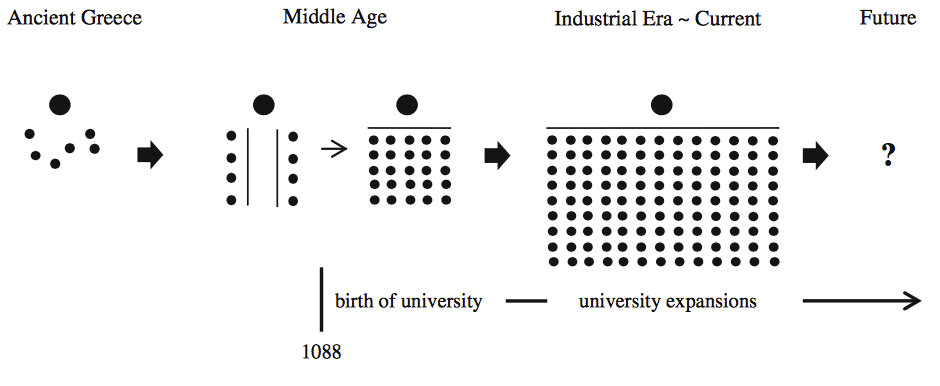 Ancient Greece
Middle Age
Industrial Era ~ Current
Future
?
birth of university
university expansions
1088